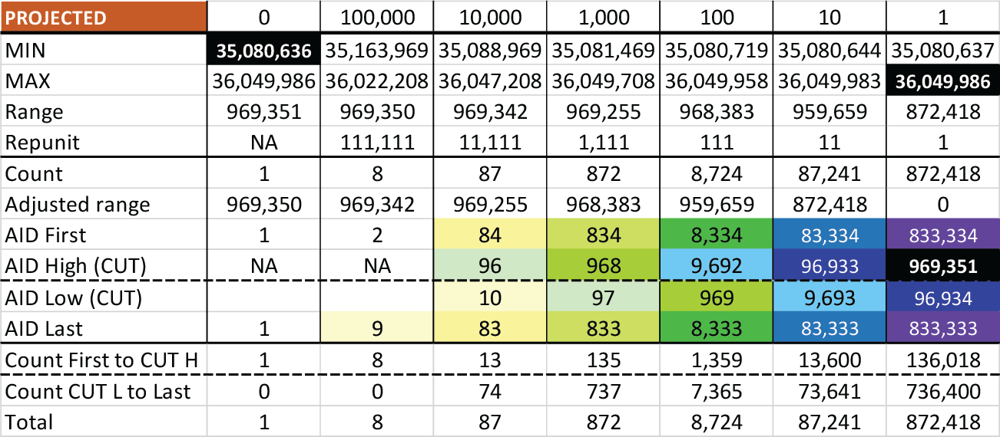 PROJECTED 0 100,000 10,000 1,000 100 10 1
MIN 35,080,636 35,163,969 35,088,969 35,081,469 35,080,719 35,080,644 35,080,637
MAX 36,049,986 36,022,208 36,047,208 36,049,708 36,049,958 36,049,983 36,049,986
Range 969,351 969,350 969,342 969,255 968,383 959,659 872,418
Repunit NA 111,111 11,111 1,111 111 11 1
Count 1 8 87 872 8,724 87,241 872,418
Adjusted range 969,350 969,342 969,255 968,383 959,659 872,418 0
AID First 1 2 84 834 8,334 83,334 833,334
AID High (CUT) NA NA 96 968 9,692 96,933 969,351
AID Low (CUT) 10 97 969 9,693 96,934
AID Last 1 9 83 833 8,333 83,333 833,333
Count First to CUT H 1 8 13 135 1,359 13,600 136,018
Count CUT L to Last 0 0 74 737 7,365 73,641 736,400
Total 1 8 87 872 8,724 87,241 872,418